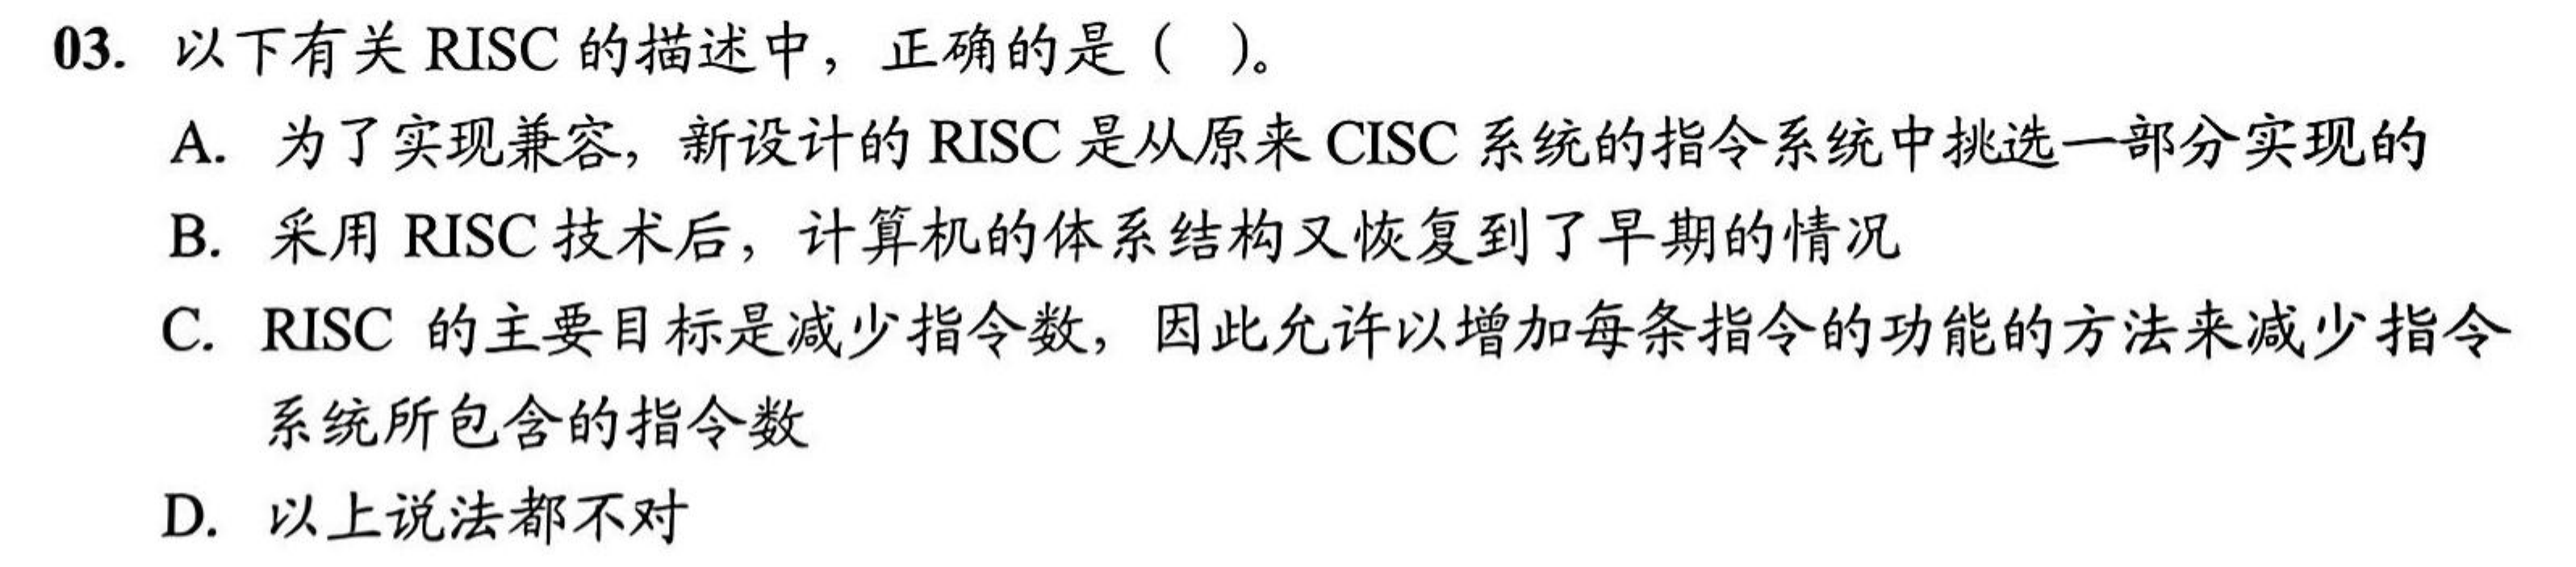 03. 以下有关 RISC 的描述中，正确的是（ ）。
A. 为了实现兼容，新设计的 RISC 是从原来 CISC 系统的指令系统中挑选一部分实现的
B. 采用 RISC 技术后，计算机的体系结构又恢复到了早期的情况
C. RISC 的主要目标是减少指令数，因此允许以增加每条指令的功能的方法来减少指令
系统所包含的指令数
D. 以上说法都不对